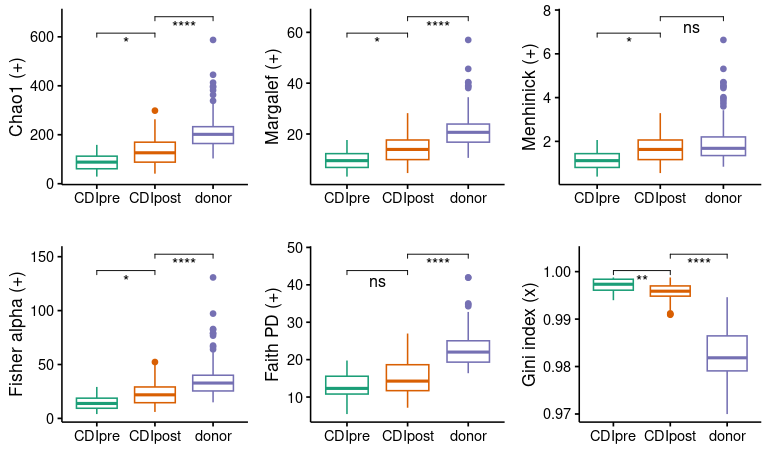 Chao1 (+)
600
400
200
0
****
*
CDIpre CDIpost donor
Margalef (+)
60
40
20
****
*
CDIpre CDIpost donor
Menhinick (+)
8
6
4
2
ns
*
CDIpre CDIpost donor
Fisher alpha (+)
150
100
50
0
****
*
CDIpre CDIpost donor
Faith PD (+)
50
40
30
20
10
****
ns
CDIpre CDIpost donor
Gini index (x)
1.00
0.99
0.98
0.97
****
**
CDIpre CDIpost donor